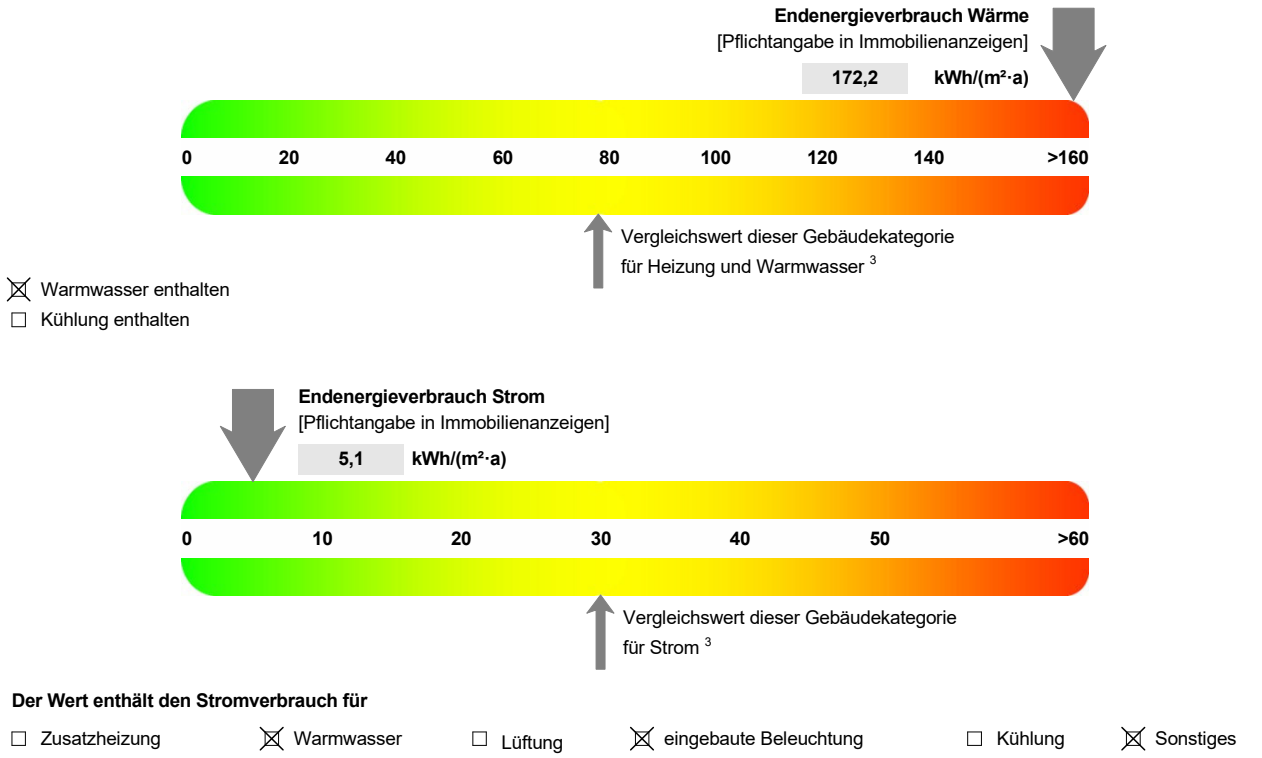 Endenergieverbrauch Wärme
[Pflichtangabe in Immobilienanzeigen]
172,2 kWh/(m²·a)
0 20 40 60 80 100 120 140 >160
Vergleichswert dieser Gebäudekategorie
für Heizung und Warmwasser ³
☒ Warmwasser enthalten
☐ Kühlung enthalten
Endenergieverbrauch Strom
[Pflichtangabe in Immobilienanzeigen]
5,1 kWh/(m²·a)
0 10 20 30 40 50 >60
Vergleichswert dieser Gebäudekategorie
für Strom ³
Der Wert enthält den Stromverbrauch für
☐ Zusatzheizung ☒ Warmwasser ☐ Lüftung ☒ eingebaute Beleuchtung ☐ Kühlung ☒ Sonstiges